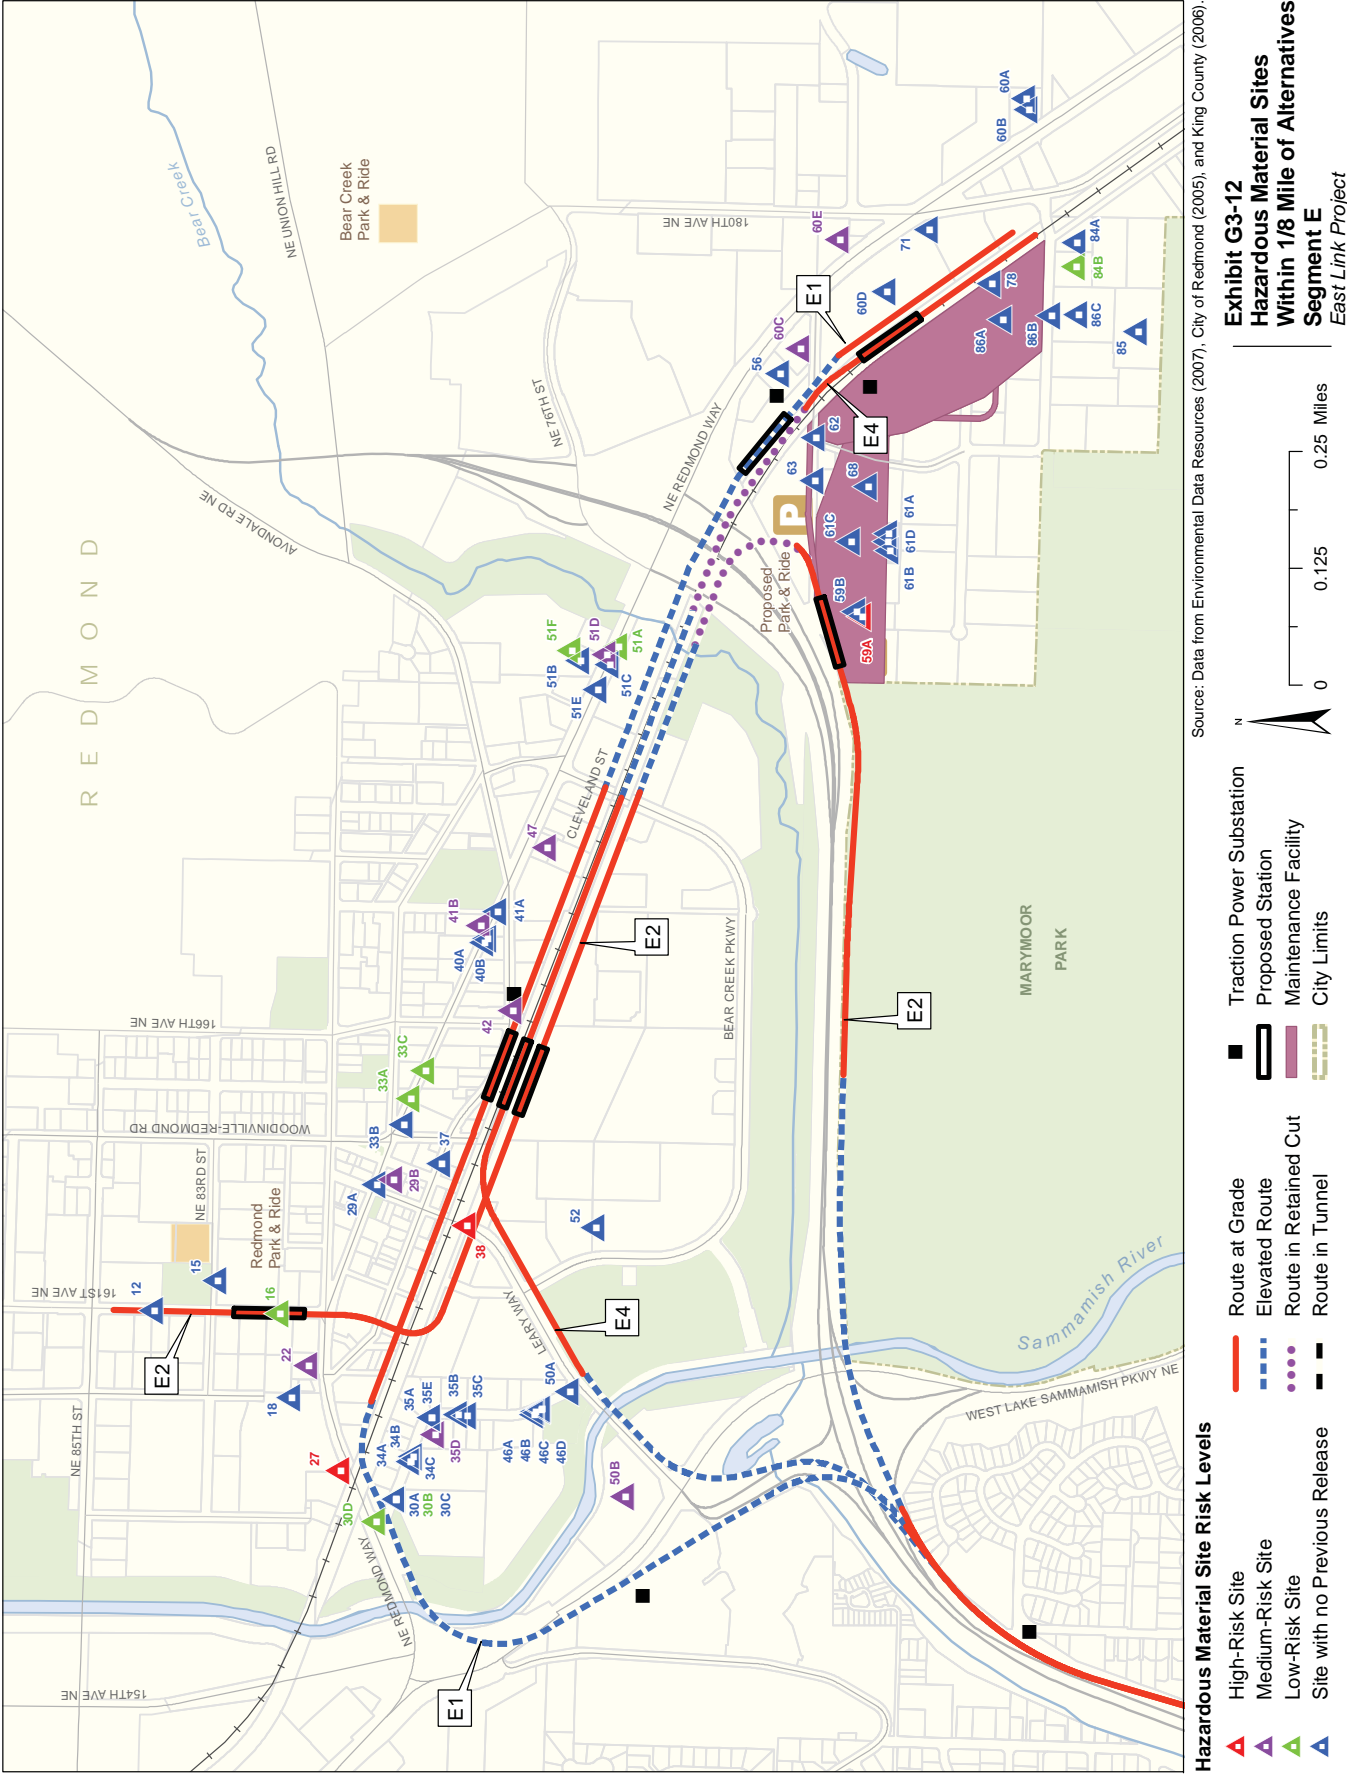 REDMOND
Bear Creek
NE UNION HILL RD
Bear Creek
Park & Ride
AVONDALE RD NE
NE 76TH ST
180TH AVE NE
NE REDMOND WAY
161ST AVE NE
NE 85TH ST
NE 83RD ST
Redmond
Park & Ride
WOODINVILLE-REDMOND RD
166TH AVE NE
154TH AVE NE
NE REDMOND WAY
LEARY WAY
CLEVELAND ST
BEAR CREEK PKWY
Proposed
Park & Ride
P
MARYMOOR
PARK
Sammamish River
WEST LAKE SAMMAMISH PKWY NE
E2
E1
E4
E2
E2
E1
E4
12
15
16
18
22
27
29A
29B
30D
30A
30B
30C
33A
33B
33C
34A
34B
34C
35A
35E
35B
35C
35D
37
38
40A
40B
41B
41A
42
46A
46B
46C
46D
47
50A
50B
51F
51B
51D
51A
51E
51C
52
56
59B
59A
60A
60B
60C
60D
60E
61C
61A
61D
61B
62
63
68
71
78
84A
84B
85
86A
86B
86C
Source: Data from Environmental Data Resources (2007), City of Redmond (2005), and King County (2006).
Hazardous Material Site Risk Levels
High-Risk Site
Medium-Risk Site
Low-Risk Site
Site with no Previous Release
Route at Grade
Elevated Route
Route in Retained Cut
Route in Tunnel
Traction Power Substation
Proposed Station
Maintenance Facility
City Limits
N
0 0.125 0.25 Miles
Exhibit G3-12
Hazardous Material Sites
Within 1/8 Mile of Alternatives
Segment E
East Link Project